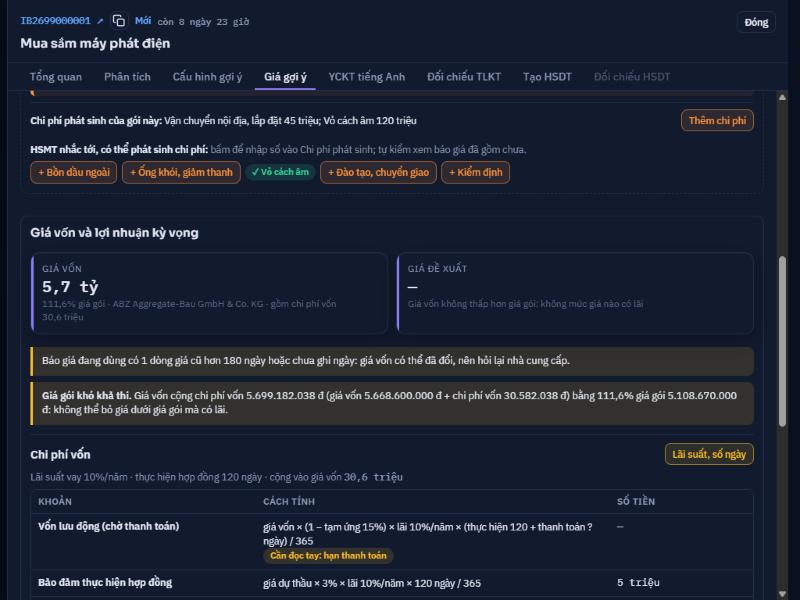 IB2699000001 ↗ Mới còn 8 ngày 23 giờ
Đóng
Mua sắm máy phát điện
Tổng quan Phân tích Cấu hình gợi ý Giá gợi ý YCKT tiếng Anh Đối chiếu TLKT Tạo HSDT Đối chiếu HSDT
Chi phí phát sinh của gói này: Vận chuyển nội địa, lắp đặt 45 triệu; Vỏ cách âm 120 triệu
Thêm chi phí
HSMT nhắc tới, có thể phát sinh chi phí: bấm để nhập số vào Chi phí phát sinh; tự kiểm xem báo giá đã gồm chưa.
+ Bồn dầu ngoài + Ống khói, giảm thanh ✓ Vỏ cách âm + Đào tạo, chuyển giao + Kiểm định
Giá vốn và lợi nhuận kỳ vọng
GIÁ VỐN
5,7 tỷ
111,6% giá gói · ABZ Aggregate-Bau GmbH & Co. KG · gồm chi phí vốn
30,6 triệu
GIÁ ĐỀ XUẤT
—
Giá vốn không thấp hơn giá gói: không mức giá nào có lãi
Báo giá đang dùng có 1 dòng giá cũ hơn 180 ngày hoặc chưa ghi ngày: giá vốn có thể đã đổi, nên hỏi lại nhà cung cấp.
Giá gói khó khả thi. Giá vốn cộng chi phí vốn 5.699.182.038 đ (giá vốn 5.668.600.000 đ + chi phí vốn 30.582.038 đ) bằng 111,6% giá gói 5.108.670.000
đ: không thể bỏ giá dưới giá gói mà có lãi.
Chi phí vốn
Lãi suất, số ngày
Lãi suất vay 10%/năm · thực hiện hợp đồng 120 ngày · cộng vào giá vốn 30,6 triệu
KHOẢN CÁCH TÍNH SỐ TIỀN
Vốn lưu động (chờ thanh toán) giá vốn × (1 – tạm ứng 15%) × lãi 10%/năm × (thực hiện 120 + thanh toán ? —
ngày) / 365
Cần đọc tay: hạn thanh toán
Bảo đảm thực hiện hợp đồng giá dự thầu × 3% × lãi 10%/năm × 120 ngày / 365 5 triệu